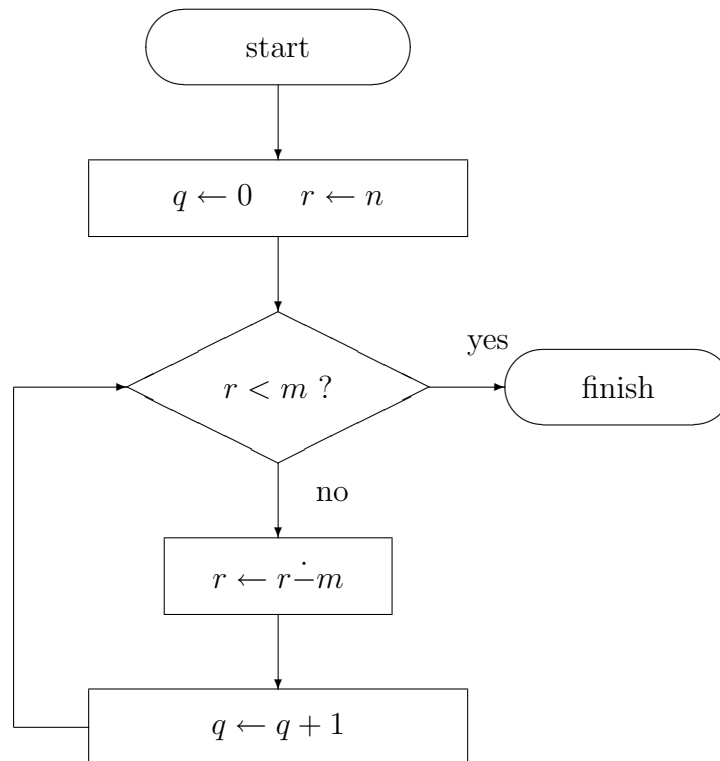 start
q ← 0 r ← n
yes
r < m ?
finish
no
r ← r ∸ m
q ← q + 1